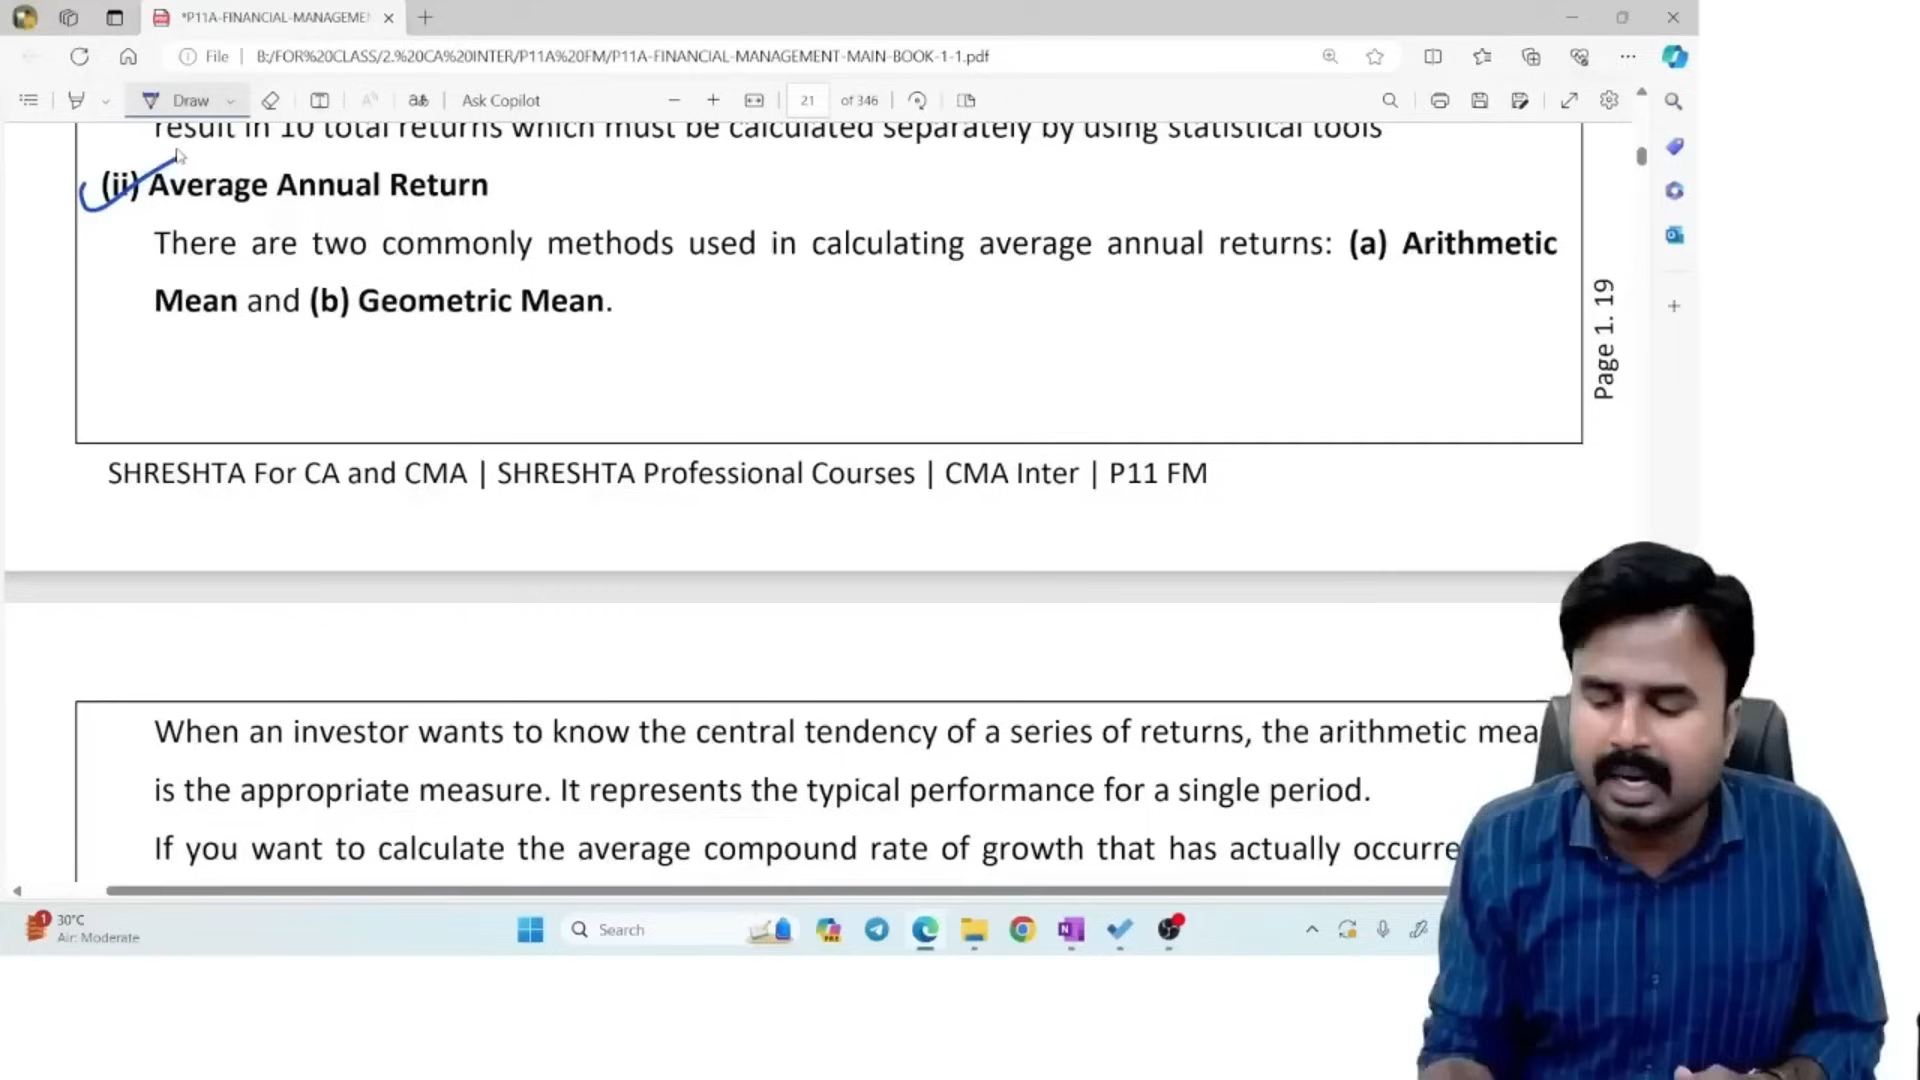 *P11A-FINANCIAL-MANAGEME
File B:/FOR%20CLASS/2.%20CA%20INTER/P11A%20FM/P11A-FINANCIAL-MANAGEMENT-MAIN-BOOK-1-1.pdf
Draw
aあ
Ask Copilot
21 of 346
result in 10 total returns which must be calculated separately by using statistical tools
(ii) Average Annual Return
There are two commonly methods used in calculating average annual returns: (a) Arithmetic
Mean and (b) Geometric Mean.
Page 1. 19
SHRESHTA For CA and CMA | SHRESHTA Professional Courses | CMA Inter | P11 FM
When an investor wants to know the central tendency of a series of returns, the arithmetic mea
is the appropriate measure. It represents the typical performance for a single period.
If you want to calculate the average compound rate of growth that has actually occurre
1
30°C
Air: Moderate
Search